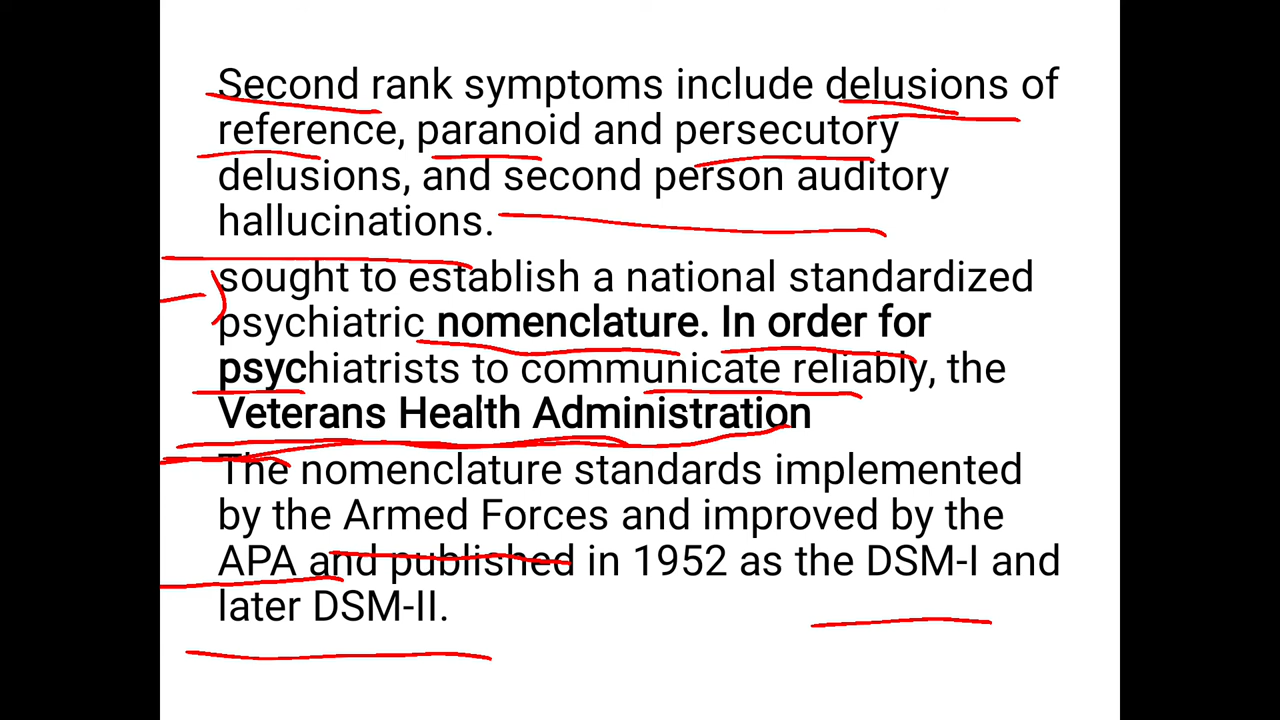 Second rank symptoms include delusions of
reference, paranoid and persecutory
delusions, and second person auditory
hallucinations.
sought to establish a national standardized
psychiatric nomenclature. In order for
psychiatrists to communicate reliably, the
Veterans Health Administration
The nomenclature standards implemented
by the Armed Forces and improved by the
APA and published in 1952 as the DSM-I and
later DSM-II.